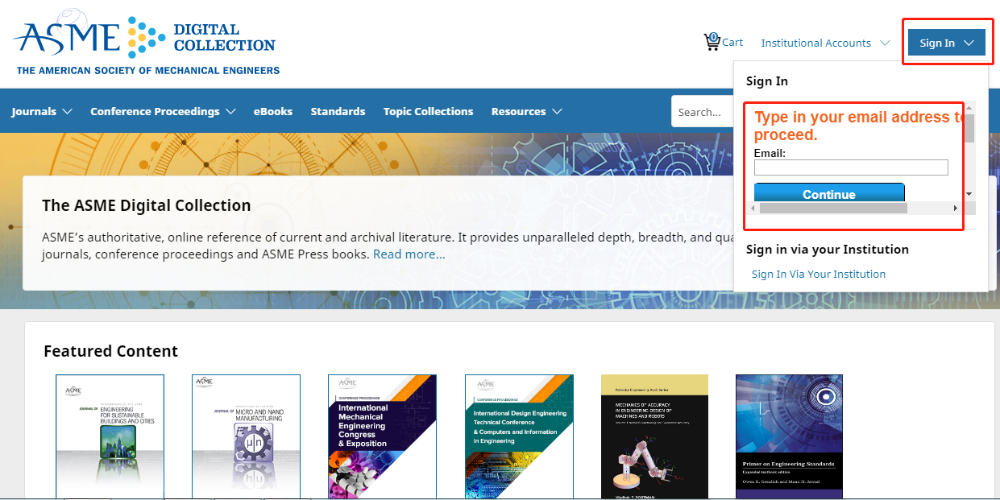 ASME
DIGITAL
COLLECTION
THE AMERICAN SOCIETY OF MECHANICAL ENGINEERS
0
Cart
Institutional Accounts
Sign In
Journals
Conference Proceedings
eBooks
Standards
Topic Collections
Resources
Search...
Sign In
Type in your email address to
proceed.
Email:
Continue
Sign in via your Institution
Sign In Via Your Institution
The ASME Digital Collection
ASME's authoritative, online reference of current and archival literature. It provides unparalleled depth, breadth, and qua
journals, conference proceedings and ASME Press books. Read more...
Featured Content
ASME
JOURNAL OF ENGINEERING
FOR SUSTAINABLE
BUILDINGS AND CITIES
ASME
JOURNAL OF MICRO AND NANO
MANUFACTURING
μn
ASME
CONFERENCE PROCEEDINGS
International
Mechanical
Engineering
Congress
& Exposition
ASME
CONFERENCE PROCEEDINGS
International Design Engineering
Technical Conference
& Computers and Information
in Engineering
Robotics Engineering Book Series
MECHANICS OF ACCURACY
IN ENGINEERING DESIGN OF
MACHINES AND ROBOTS
Vladimir T. PORTMAN
Primer on Engineering Standards
Expanded textbook edition
Owen R. Greulich and Maan H. Jawad